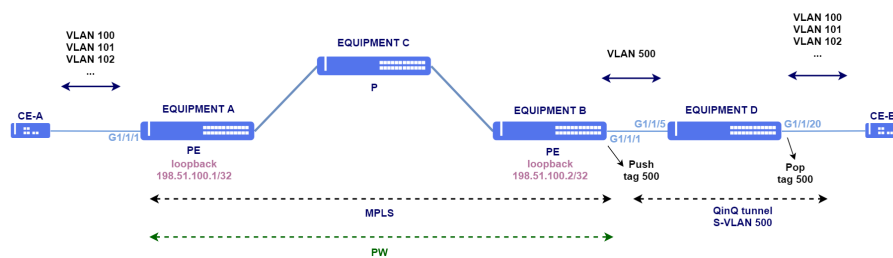 VLAN 100
VLAN 101
VLAN 102
...
EQUIPMENT C
P
VLAN 500
VLAN 100
VLAN 101
VLAN 102
...
CE-A
G1/1/1
EQUIPMENT A
PE
loopback
198.51.100.1/32
EQUIPMENT B
PE
loopback
198.51.100.2/32
G1/1/5
G1/1/1
EQUIPMENT D
G1/1/20
CE-B
Push
tag 500
Pop
tag 500
MPLS
QinQ tunnel
S-VLAN 500
PW